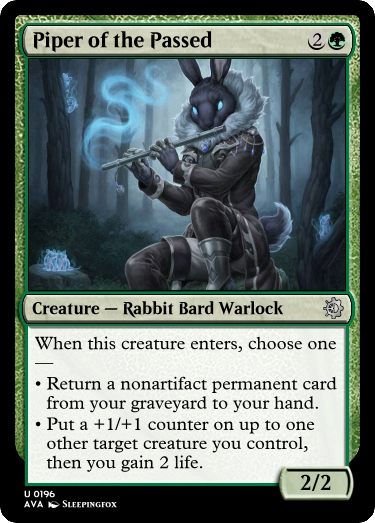 Piper of the Passed 2
Creature — Rabbit Bard Warlock
When this creature enters, choose one
—
• Return a nonartifact permanent card
from your graveyard to your hand.
• Put a +1/+1 counter on up to one
other target creature you control,
then you gain 2 life.
2/2
U 0196
AVA SLEEPINGFOX